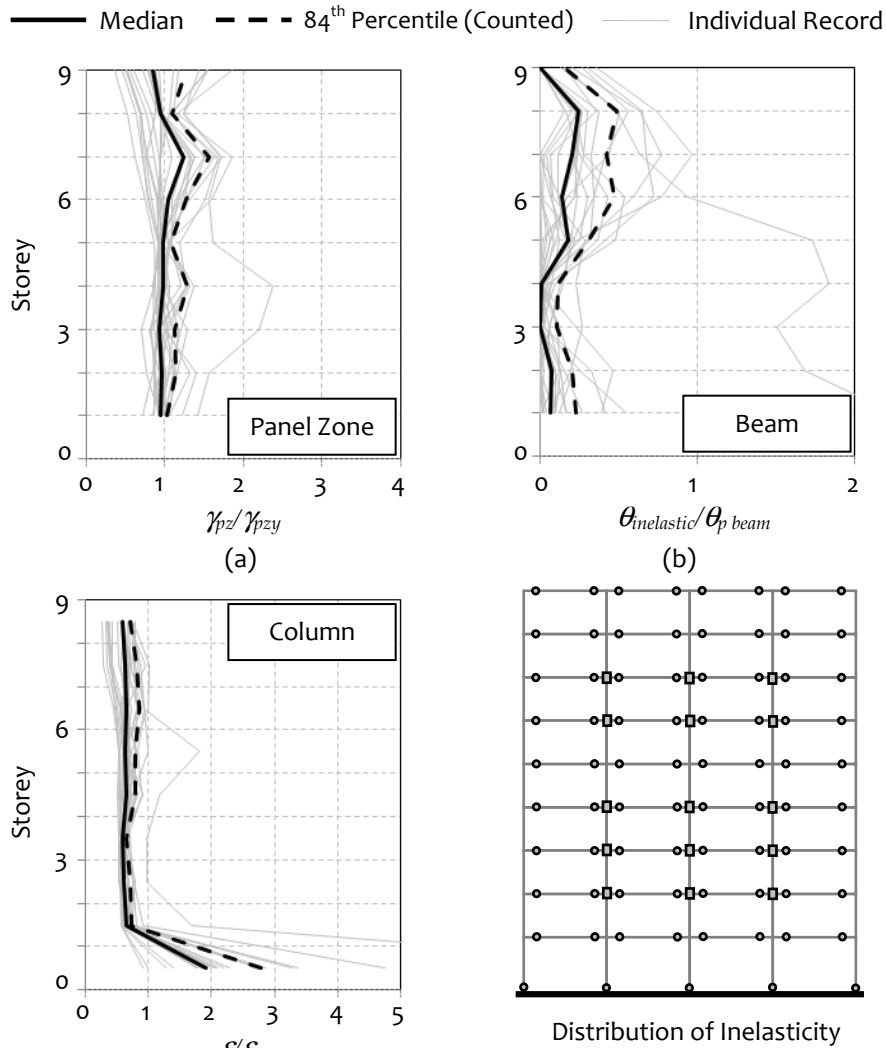 Median 84th Percentile (Counted) Individual Record
9
6
3
0
Storey
Panel Zone
0 1 2 3 4
γpz/γpzy
(a)
9
6
3
0
Beam
0 1 2
θinelastic/θp beam
(b)
9
6
3
0
Storey
Column
0 1 2 3 4 5
Distribution of Inelasticity